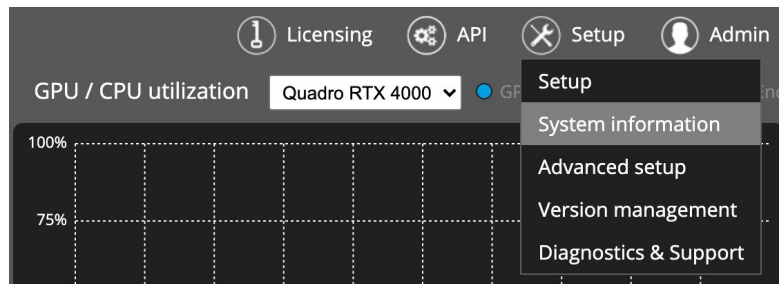 Licensing
API
Setup
Admin
GPU / CPU utilization
Quadro RTX 4000
Setup
System information
Advanced setup
Version management
Diagnostics & Support
100%
75%